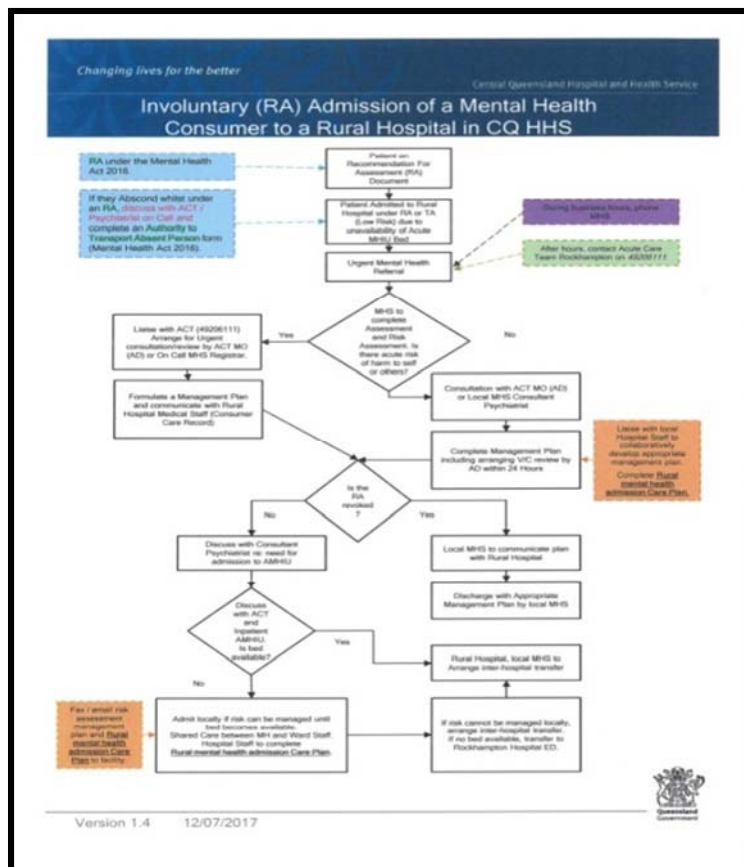 Changing lives for the better
Central Queensland Hospital and Health Service
Involuntary (RA) Admission of a Mental Health
Consumer to a Rural Hospital in CQ HHS
RA under the Mental Health
Act 2016.
Patient on
Recommendation For
Assessment (RA)
Document
If they Abscond whilst under
an RA, discuss with ACT /
Psychiatrist on Call and
complete an Authority to
Transport Absent Person form
(Mental Health Act 2016).
Patient Admitted to Rural
Hospital under RA or TA
(Low Risk) due to
unavailability of Acute
MHIU Bed
During business hours, phone
MHS
Urgent Mental Health
Referral
After hours, contact Acute Care
Team Rockhampton on 49206111
MHS to
complete
Assessment
and Risk
Assessment. Is
there acute risk
of harm to self
or others?
Yes
No
Liaise with ACT (49206111)
Arrange for Urgent
consultation/review by ACT MO
(AD) or On Call MHS Registrar.
Formulate a Management Plan
and communicate with Rural
Hospital Medical Staff (Consumer
Care Record)
Consultation with ACT MO (AD)
or Local MHS Consultant
Psychiatrist
Complete Management Plan
including arranging V/C review by
AD within 24 Hours
Liaise with local
Hospital Staff to
collaboratively
develop appropriate
management plan.
Complete Rural
mental health
admission Care Plan.
Is the
RA
revoked
?
No
Yes
Discuss with Consultant
Psychiatrist re: need for
admission to AMHIU
Local MHS to communicate plan
with Rural Hospital
Discharge with Appropriate
Management Plan by local MHS
Discuss
with ACT
and
Inpatient
AMHIU.
Is bed
available?
Yes
No
Rural Hospital, local MHS to
Arrange inter-hospital transfer
Fax / email risk
assessment
management
plan and Rural
mental health
admission Care
Plan to facility.
Admit locally if risk can be managed until
bed becomes available.
Shared Care between MH and Ward Staff.
Hospital Staff to complete
Rural mental health admission Care Plan.
If risk cannot be managed locally,
arrange inter-hospital transfer.
If no bed available, transfer to
Rockhampton Hospital ED.
Version 1.4 12/07/2017
Queensland
Government